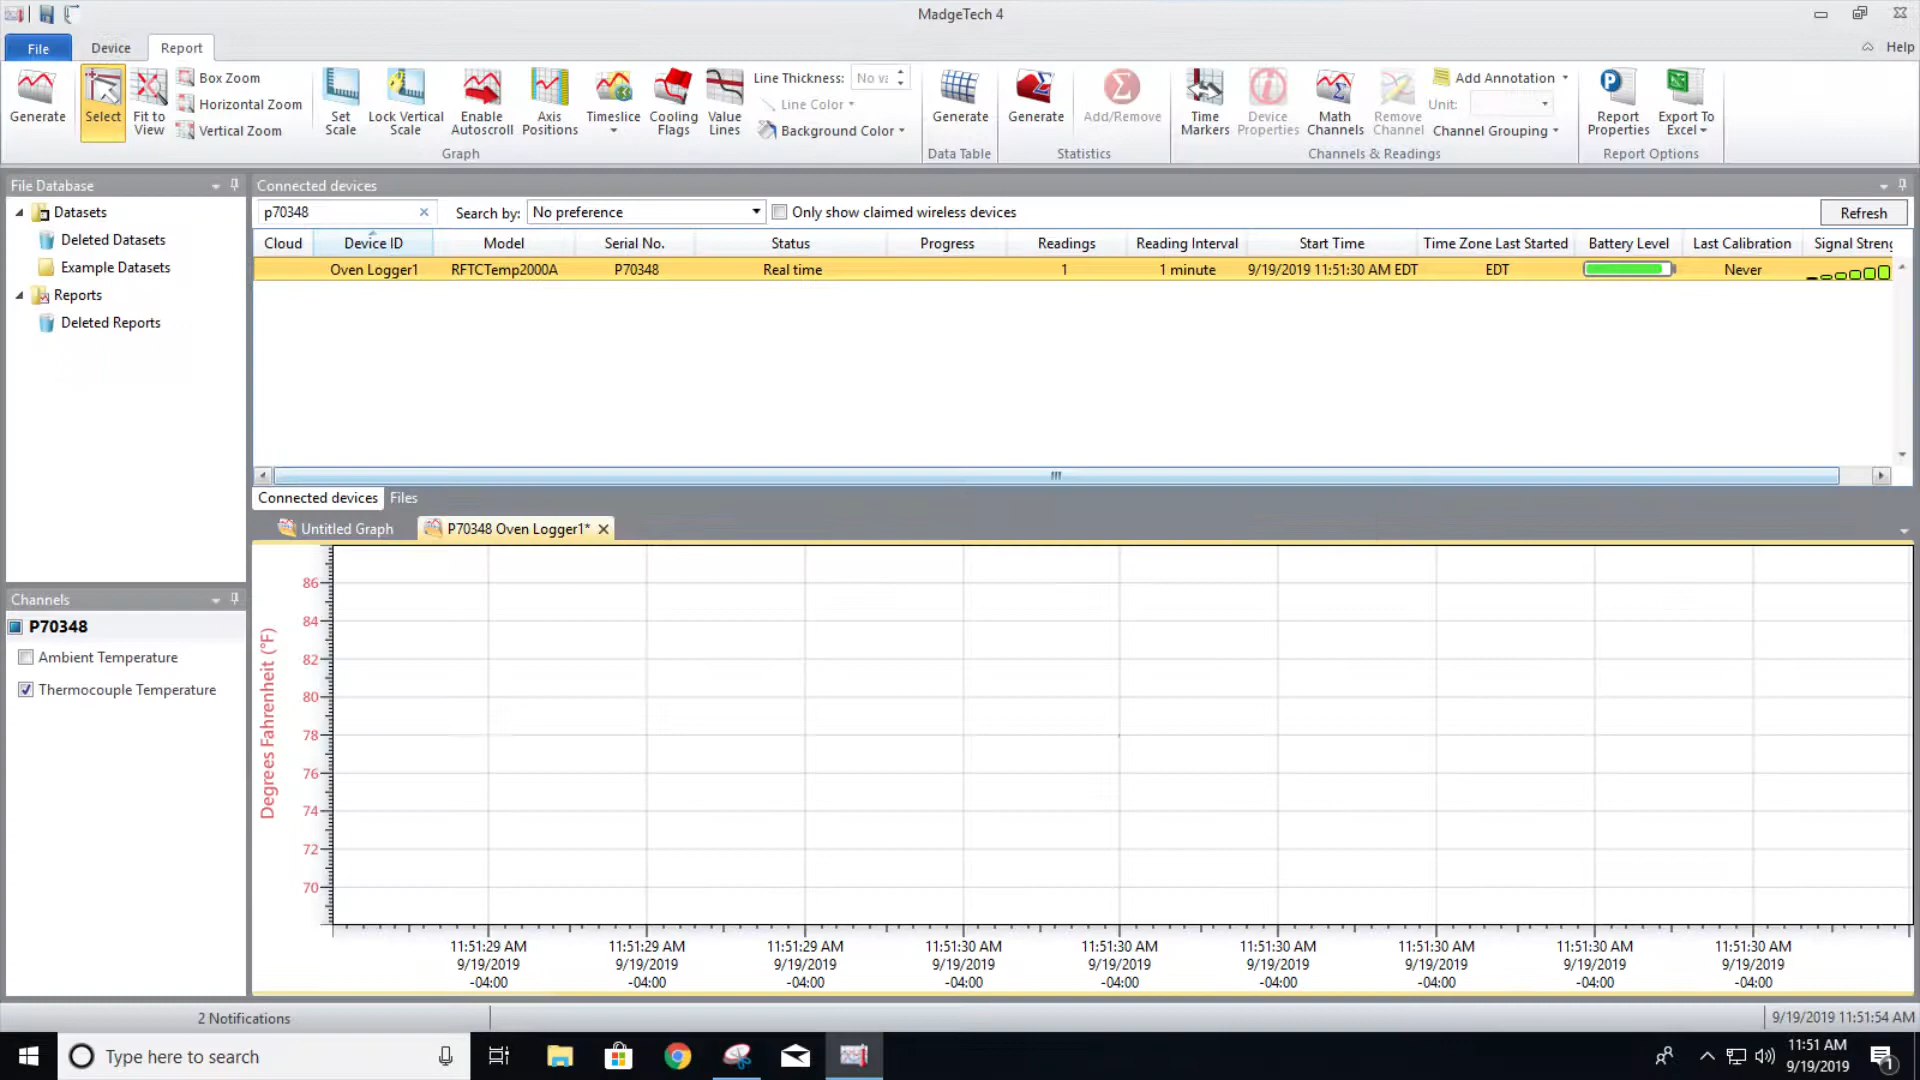 MadgeTech 4
File Device Report Help
Generate Select Fit to View Box Zoom Horizontal Zoom Vertical Zoom
Set Scale Lock Vertical Scale Enable Autoscroll Axis Positions Timeslice Cooling Flags Value Lines
Line Thickness: No va
Line Color
Background Color
Graph
Generate
Data Table
Generate Add/Remove
Statistics
Time Markers Device Properties Math Channels Remove Channel
Add Annotation
Unit:
Channel Grouping
Channels & Readings
Report Properties Export To Excel
Report Options
File Database
Datasets
Deleted Datasets
Example Datasets
Reports
Deleted Reports
Connected devices
p70348 Search by: No preference Only show claimed wireless devices Refresh
Cloud Device ID Model Serial No. Status Progress Readings Reading Interval Start Time Time Zone Last Started Battery Level Last Calibration Signal Streng
Oven Logger1 RFTCTemp2000A P70348 Real time 1 1 minute 9/19/2019 11:51:30 AM EDT EDT Never
Connected devices Files
Untitled Graph P70348 Oven Logger1*
Channels
P70348
Ambient Temperature
Thermocouple Temperature
Degrees Fahrenheit (°F)
86
84
82
80
78
76
74
72
70
11:51:29 AM 11:51:29 AM 11:51:29 AM 11:51:30 AM 11:51:30 AM 11:51:30 AM 11:51:30 AM 11:51:30 AM 11:51:30 AM
9/19/2019 9/19/2019 9/19/2019 9/19/2019 9/19/2019 9/19/2019 9/19/2019 9/19/2019 9/19/2019
-04:00 -04:00 -04:00 -04:00 -04:00 -04:00 -04:00 -04:00 -04:00
2 Notifications 9/19/2019 11:51:54 AM
Type here to search
11:51 AM
9/19/2019
1